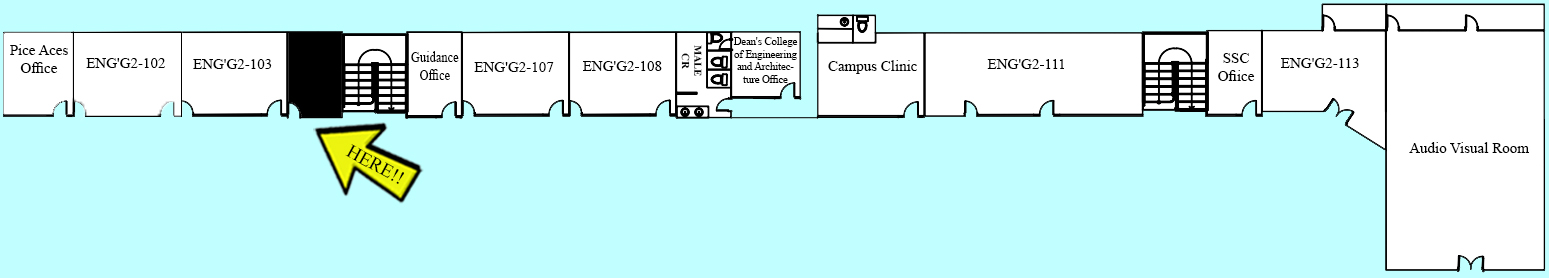 Pice Aces
Office
ENG'G2-102
ENG'G2-103
Guidance
Office
ENG'G2-107
ENG'G2-108
MALE
CR
Dean's College
of Engineering
and Architec-
ture Office
Campus Clinic
ENG'G2-111
SSC
Ofiice
ENG'G2-113
Audio Visual Room
HERE!!